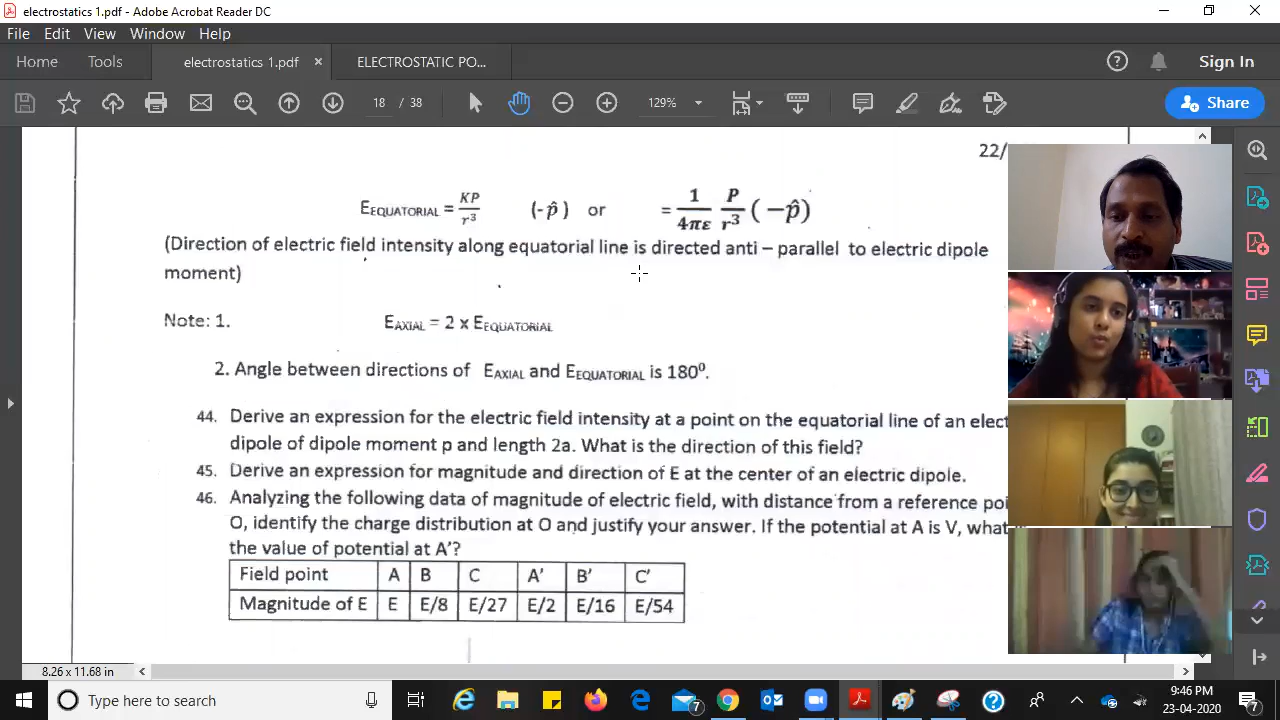 electrostatics 1.pdf - Adobe Acrobat Reader DC
File Edit View Window Help
Home Tools electrostatics 1.pdf × ELECTROSTATIC PO... Sign In
18 / 38 129% Share
22/
E EQUATORIAL = KP/r³ (-p̂) or = 1/4πε P/r³ (−p̂)
(Direction of electric field intensity along equatorial line is directed anti – parallel to electric dipole
moment)
Note: 1. E AXIAL = 2 x E EQUATORIAL
2. Angle between directions of E AXIAL and E EQUATORIAL is 180⁰.
44. Derive an expression for the electric field intensity at a point on the equatorial line of an elect
dipole of dipole moment p and length 2a. What is the direction of this field?
45. Derive an expression for magnitude and direction of E at the center of an electric dipole.
46. Analyzing the following data of magnitude of electric field, with distance from a reference poi
O, identify the charge distribution at O and justify your answer. If the potential at A is V, what
the value of potential at A'?
Field point A B C A' B' C'
Magnitude of E E E/8 E/27 E/2 E/16 E/54
8.26 x 11.68 in
Type here to search 7 9:46 PM
23-04-2020